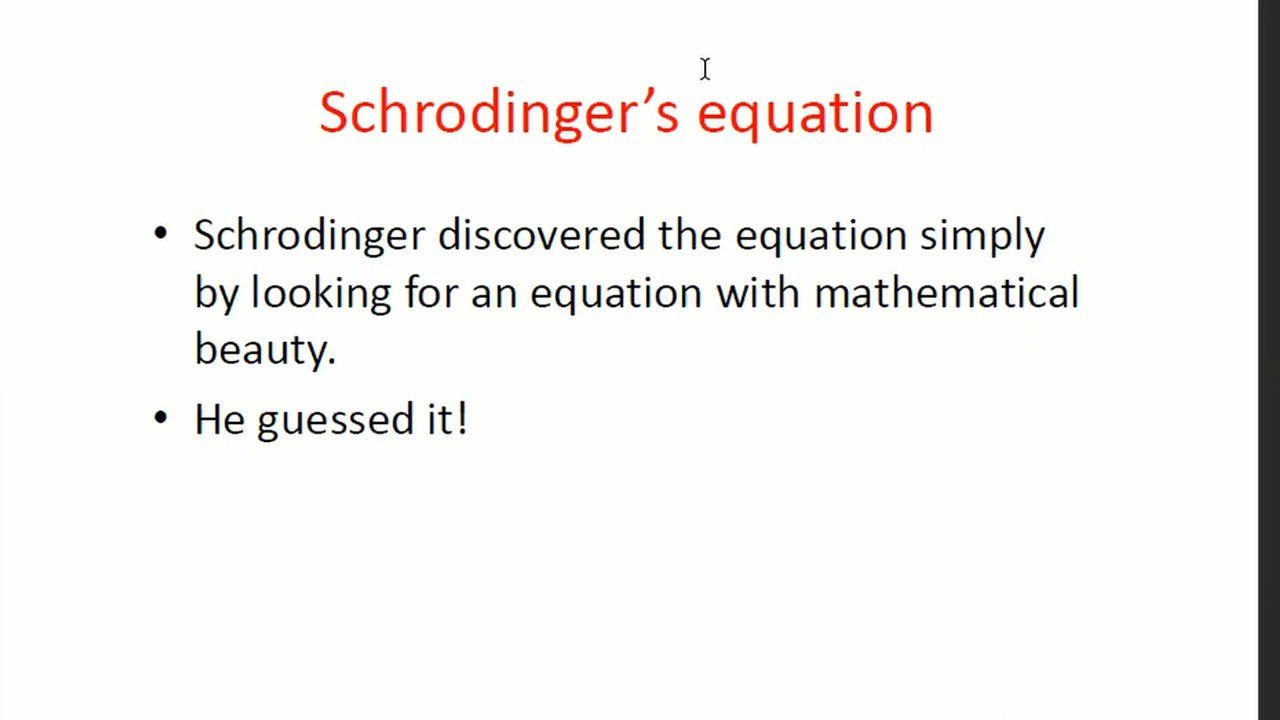 Schrodinger’s equation
• Schrodinger discovered the equation simply
by looking for an equation with mathematical
beauty.
• He guessed it!